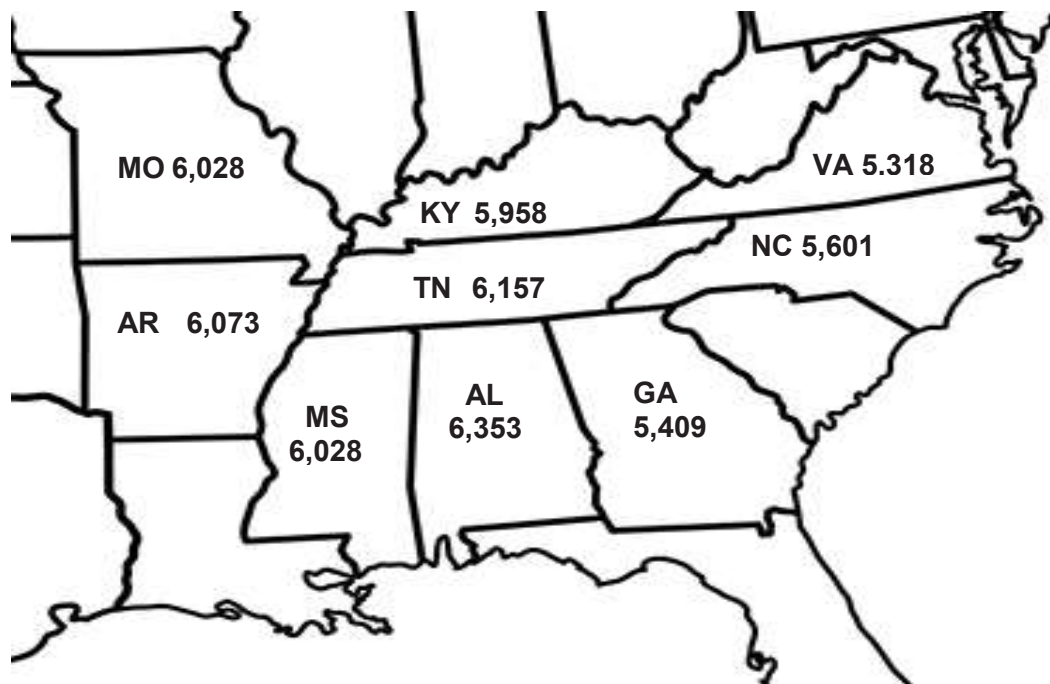 MO 6,028
VA 5.318
KY 5,958
NC 5,601
TN 6,157
AR 6,073
GA
5,409
AL
6,353
MS
6,028